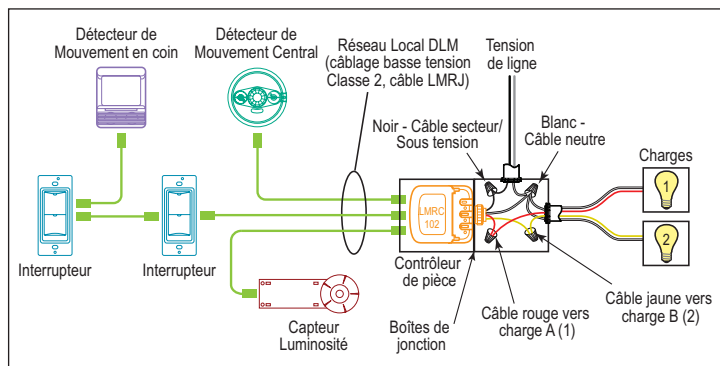 Détecteur de
Mouvement en coin
Détecteur de
Mouvement Central
Réseau Local DLM
(câblage basse tension
Classe 2, câble LMRJ)
Tension
de ligne
Noir - Câble secteur/
Sous tension
Blanc -
Câble neutre
Charges
1
2
LMRC
102
Interrupteur
Interrupteur
Contrôleur
de pièce
Capteur
Luminosité
Boîtes de
jonction
Câble rouge vers
charge A (1)
Câble jaune vers
charge B (2)